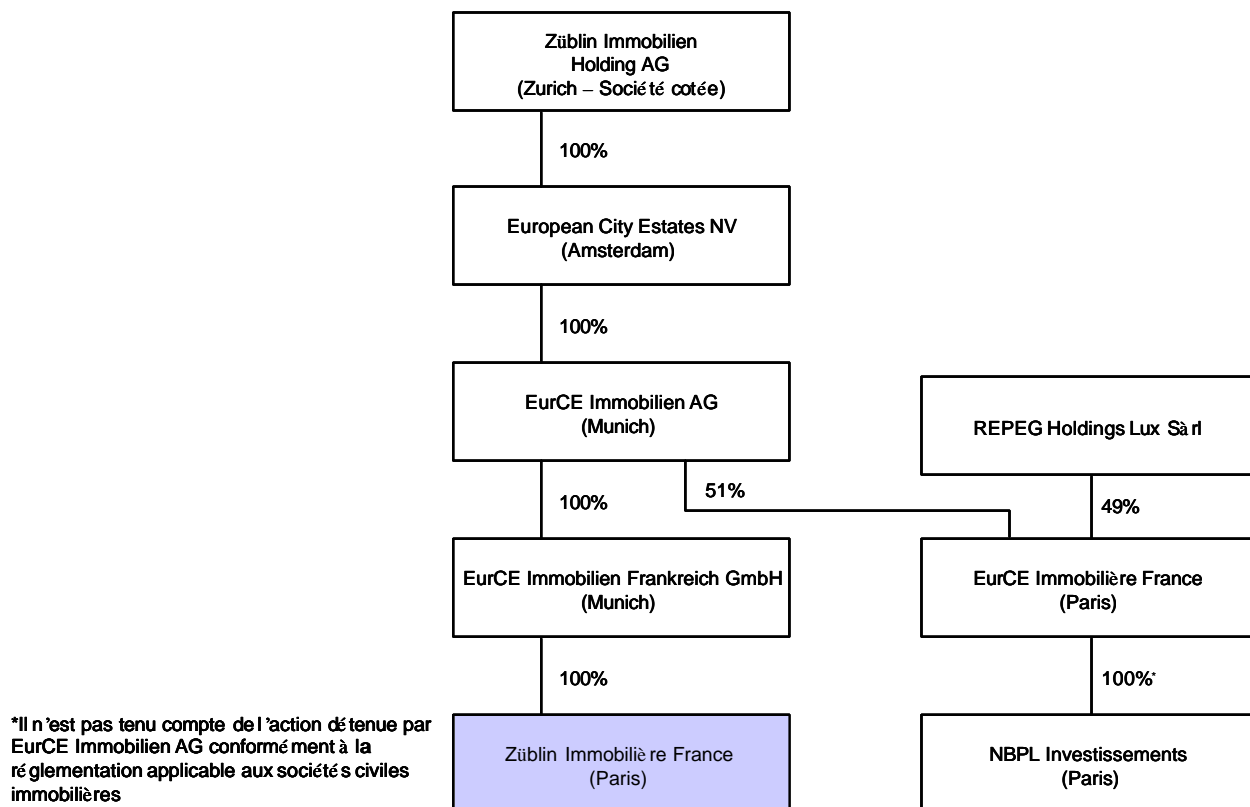 Züblin Immobilien
Holding AG
(Zurich – Société cotée)
100%
European City Estates NV
(Amsterdam)
100%
EurCE Immobilien AG
(Munich)
REPEG Holdings Lux Sàrl
100%
51%
49%
EurCE Immobilien Frankreich GmbH
(Munich)
EurCE Immobilière France
(Paris)
100%
100%*
*Il n'est pas tenu compte de l'action détenue par
EurCE Immobilien AG conformément à la
réglementation applicable aux sociétés civiles
immobilières
Züblin Immobilière France
(Paris)
NBPL Investissements
(Paris)